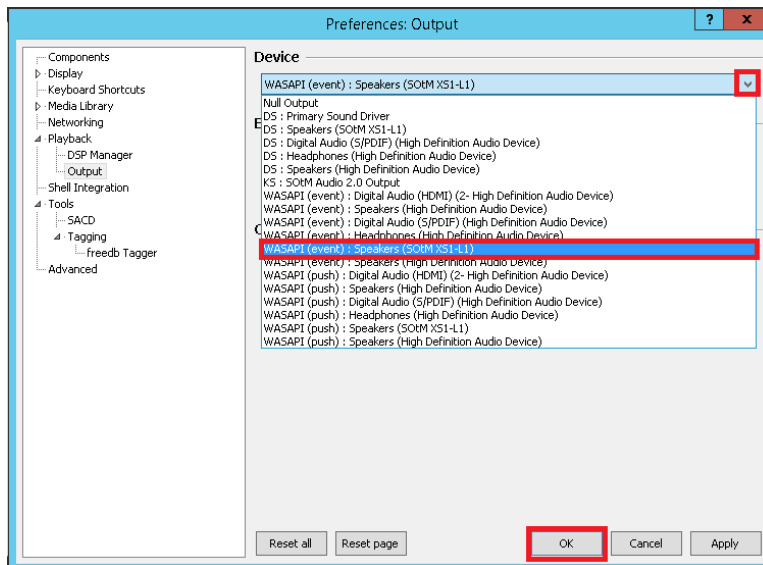 Preferences: Output
?
x
Components
Display
Keyboard Shortcuts
Media Library
Networking
Playback
DSP Manager
Output
Shell Integration
Tools
SACD
Tagging
freedb Tagger
Advanced
Device
WASAPI (event) : Speakers (SOtM XS1-L1)
Null Output
DS : Primary Sound Driver
DS : Speakers (SOtM XS1-L1)
DS : Digital Audio (S/PDIF) (High Definition Audio Device)
DS : Headphones (High Definition Audio Device)
DS : Speakers (High Definition Audio Device)
KS : SOtM Audio 2.0 Output
WASAPI (event) : Digital Audio (HDMI) (2- High Definition Audio Device)
WASAPI (event) : Speakers (High Definition Audio Device)
WASAPI (event) : Digital Audio (S/PDIF) (High Definition Audio Device)
WASAPI (event) : Headphones (High Definition Audio Device)
WASAPI (event) : Speakers (SOtM XS1-L1)
WASAPI (event) : Speakers (High Definition Audio Device)
WASAPI (push) : Digital Audio (HDMI) (2- High Definition Audio Device)
WASAPI (push) : Speakers (High Definition Audio Device)
WASAPI (push) : Digital Audio (S/PDIF) (High Definition Audio Device)
WASAPI (push) : Headphones (High Definition Audio Device)
WASAPI (push) : Speakers (SOtM XS1-L1)
WASAPI (push) : Speakers (High Definition Audio Device)
Reset all
Reset page
OK
Cancel
Apply